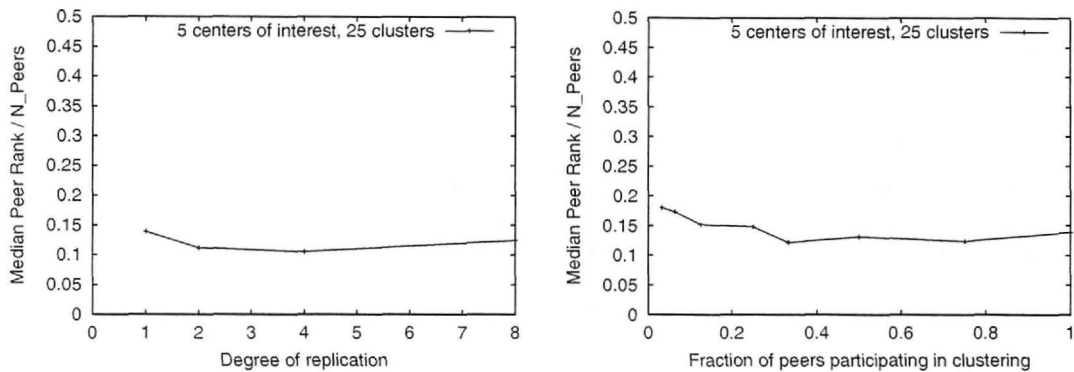 5 centers of interest, 25 clusters
Median Peer Rank / N_Peers
0.5
0.45
0.4
0.35
0.3
0.25
0.2
0.15
0.1
0.05
0
0 1 2 3 4 5 6 7 8
Degree of replication
5 centers of interest, 25 clusters
Median Peer Rank / N_Peers
0.5
0.45
0.4
0.35
0.3
0.25
0.2
0.15
0.1
0.05
0
0 0.2 0.4 0.6 0.8 1
Fraction of peers participating in clustering